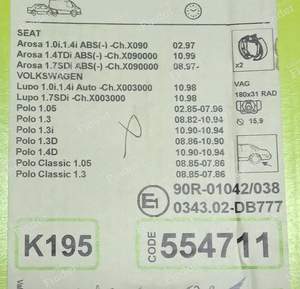 SEAT
Arosa 1.0i.1.4i ABS(-) -Ch.X090 02.97
Arosa 1.4TDi ABS(-) -Ch.X090000 10.99
Arosa 1.7SDi ABS(-) -Ch.X090000 08.97-
VOLKSWAGEN
Lupo 1.0i.1.4i Auto -Ch.X003000 10.98
Lupo 1.7SDi -Ch.X003000 10.98
Polo 1.05 02.85-07.96
Polo 1.3 08.82-10.94
Polo 1.3i 10.90-10.94
Polo 1.3D 08.86-10.90
Polo 1.4D 10.90-10.94
Polo Classic 1.05 08.85-07.86
Polo Classic 1.3 08.85-07.86
x2
VAG
180x31 RAD
15,9
E1
90R-01042/038
0343.02-DB777
K195
CODE 554711